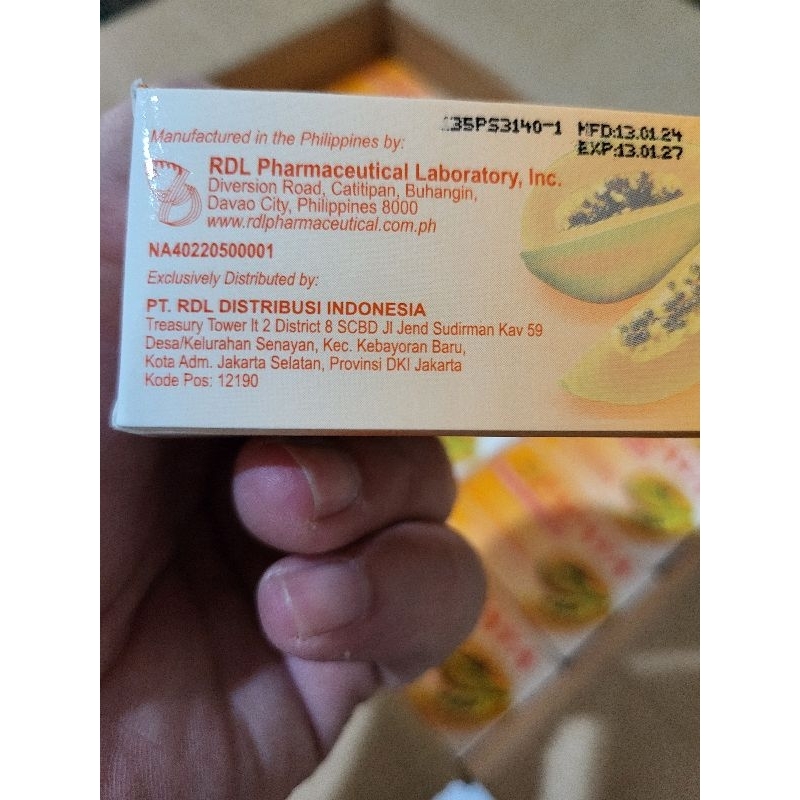 35PS3140-1 MFD:13.01.24
EXP:13.01.27
Manufactured in the Philippines by:
RDL Pharmaceutical Laboratory, Inc.
Diversion Road, Catitipan, Buhangin,
Davao City, Philippines 8000
www.rdlpharmaceutical.com.ph
NA40220500001
Exclusively Distributed by:
PT. RDL DISTRIBUSI INDONESIA
Treasury Tower lt 2 District 8 SCBD Jl Jend Sudirman Kav 59
Desa/Kelurahan Senayan, Kec. Kebayoran Baru,
Kota Adm. Jakarta Selatan, Provinsi DKI Jakarta
Kode Pos: 12190